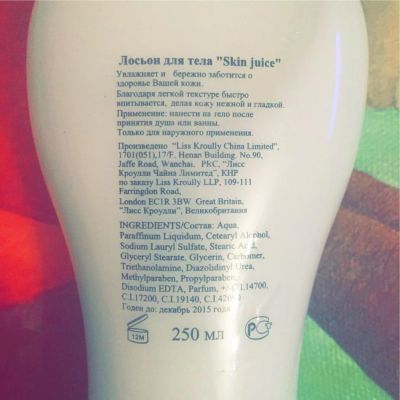 Лосьон для тела "Skin juice"
Увлажняет и бережно заботится о
здоровье Вашей кожи.
Благодаря легкой текстуре быстро
впитывается, делая кожу нежной и гладкой.
Применение: нанести на тело после
принятия душа или ванны.
Только для наружного применения.
Произведено "Liss Kroully China Limited",
1701(051),17/F. Henan Building. No.90,
Jaffe Road, Wanchai. РКС, "Лисс
Кроулли Чайна Лимитед", КНР
по заказу Liss Kroully LLP, 109-111
Farringdon Road,
London EC1R 3BW. Great Britain,
"Лисс Кроулли", Великобритания
INGREDIENTS/Состав: Aqua,
Paraffinum Liquidum, Cetearyl Alcohol,
Sodium Lauryl Sulfate, Stearic Acid,
Glyceryl Stearate, Glycerin, Carbomer,
Triethanolamine, Diazolidinyl Urea,
Methylparaben, Propylparaben,
Disodium EDTA, Parfum, +/-C.I.14700,
C.I.17200, C.I.19140, C.I.42090
Годен до: декабрь 2015 года
12M 250 мл РС